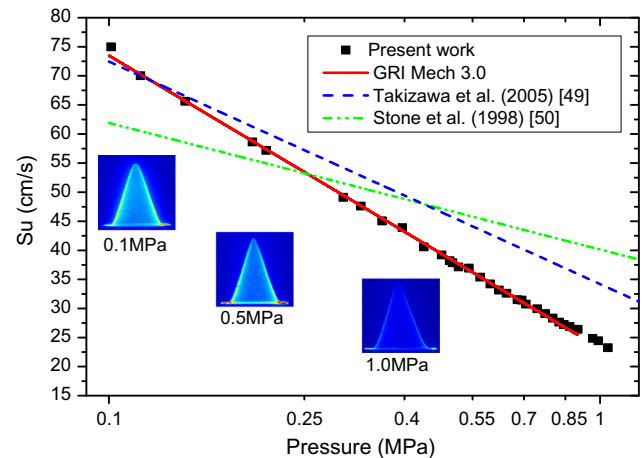 Present work
GRI Mech 3.0
Takizawa et al. (2005) [49]
Stone et al. (1998) [50]
80
75
70
65
60
55
50
45
40
35
30
25
20
15
Su (cm/s)
0.1MPa
0.5MPa
1.0MPa
0.1 0.25 0.4 0.55 0.7 0.85 1
Pressure (MPa)